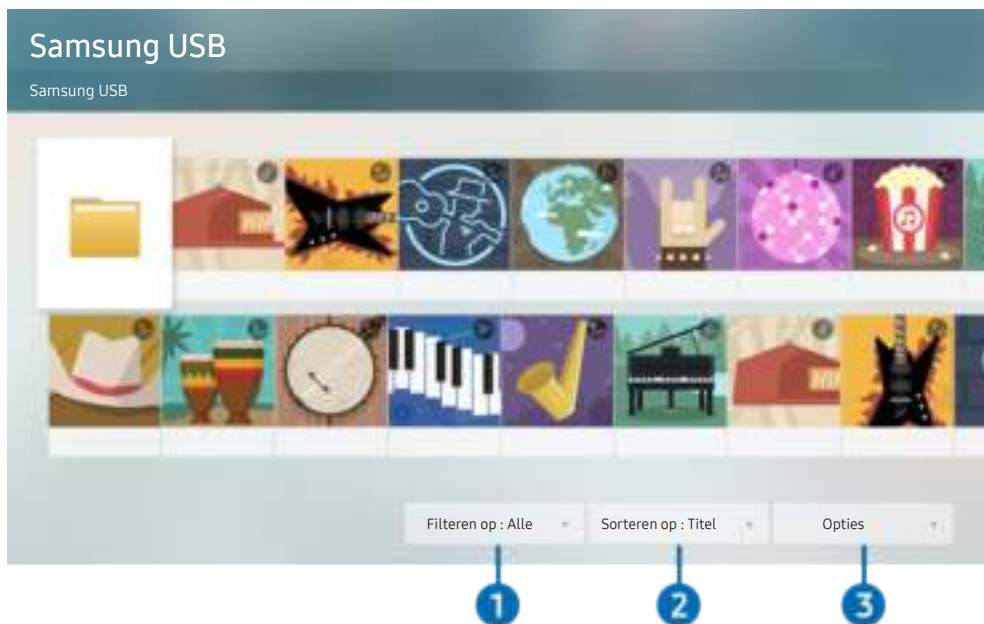 Samsung USB
Samsung USB
Filteren op : Alle
Sorteren op : Titel
Opties
1
2
3